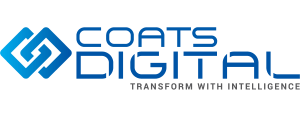 COATS
DIGITAL
TRANSFORM WITH INTELLIGENCE